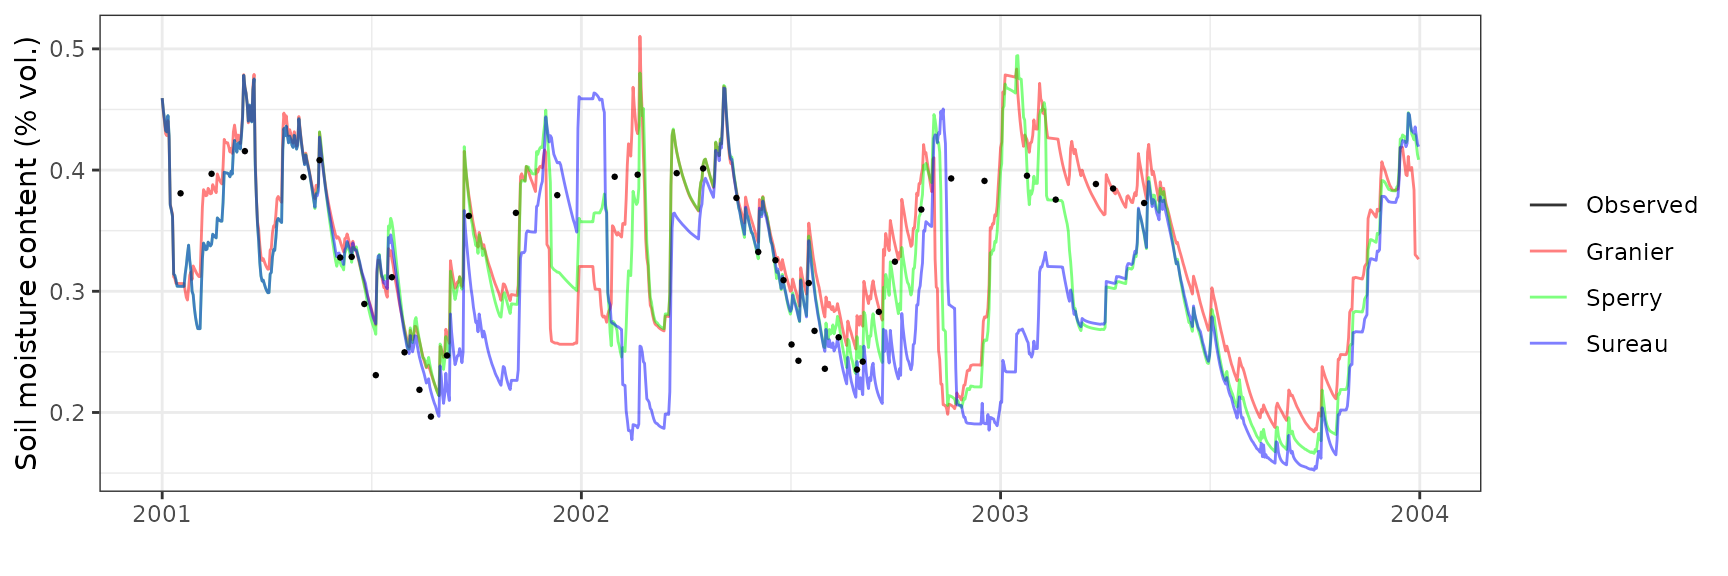 Soil moisture content (% vol.)
0.5
0.4
0.3
0.2
2001
2002
2003
2004
Observed
Granier
Sperry
Sureau